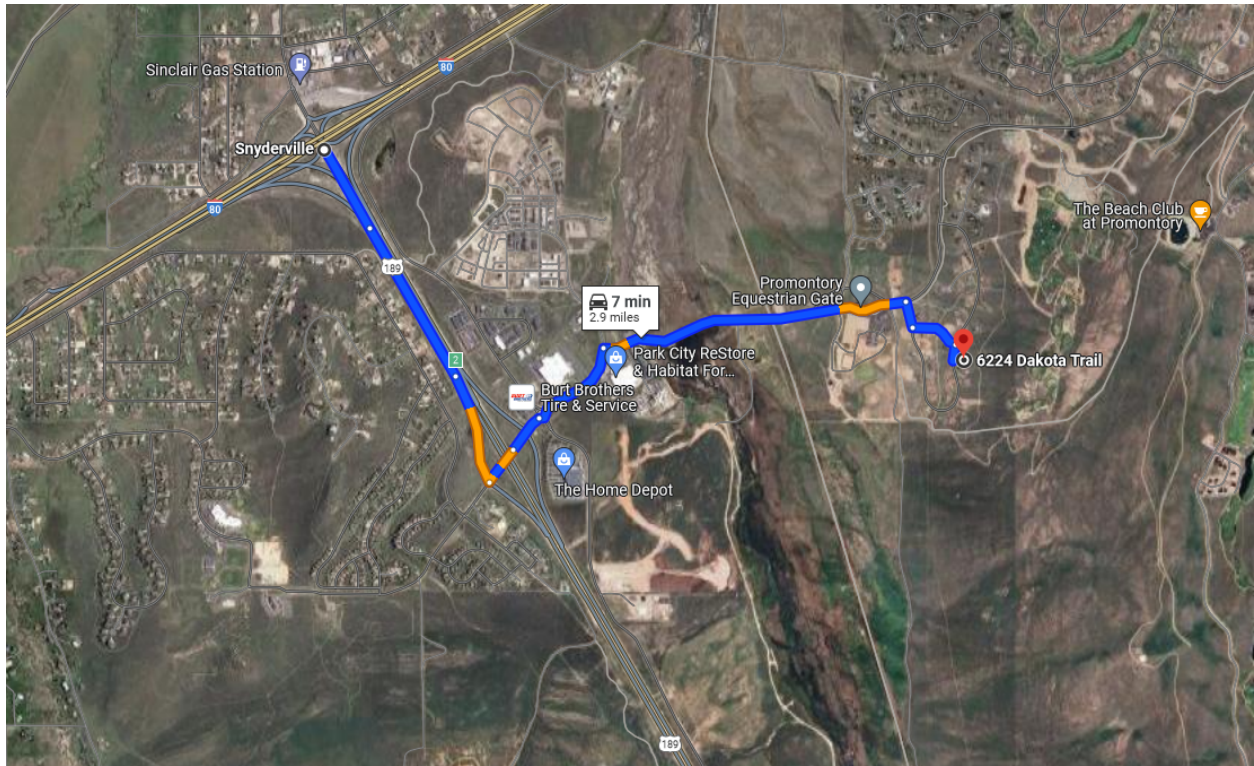 Sinclair Gas Station
80
Snyderville
80
189
The Beach Club
at Promontory
Promontory
Equestrian Gate
7 min
2.9 miles
2
Park City ReStore
& Habitat For...
6224 Dakota Trail
Burt Brothers
Tire & Service
The Home Depot
189